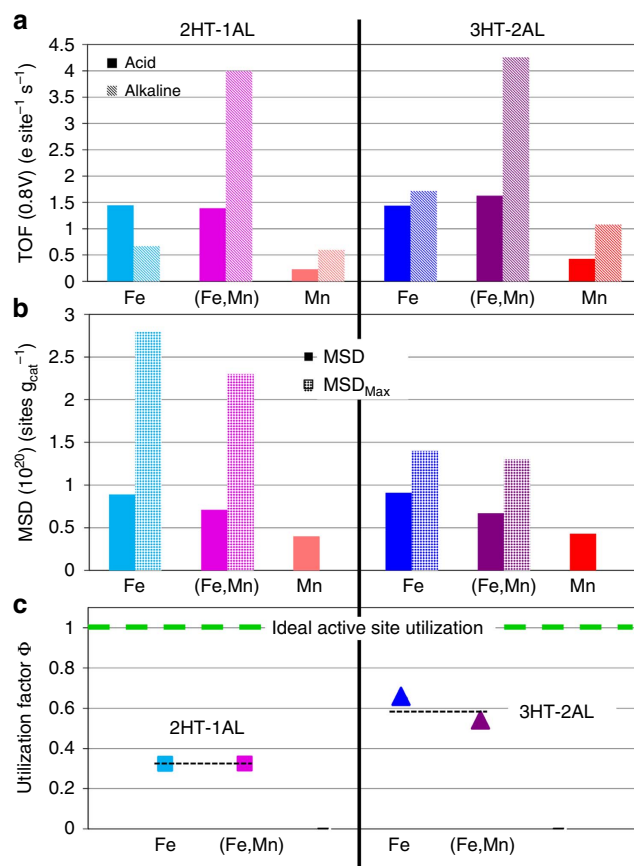 a
2HT-1AL 3HT-2AL
TOF (0.8V) (e site⁻¹ s⁻¹)
4.5
4
3.5
3
2.5
2
1.5
1
0.5
0
Acid
Alkaline
Fe (Fe,Mn) Mn Fe (Fe,Mn) Mn
b
MSD (10²⁰) (sites g_cat⁻¹)
3
2.5
2
1.5
1
0.5
0
MSD
MSD_Max
Fe (Fe,Mn) Mn Fe (Fe,Mn) Mn
c
Utilization factor Φ
1
0.8
0.6
0.4
0.2
0
Ideal active site utilization
2HT-1AL
3HT-2AL
Fe (Fe,Mn) Fe (Fe,Mn)